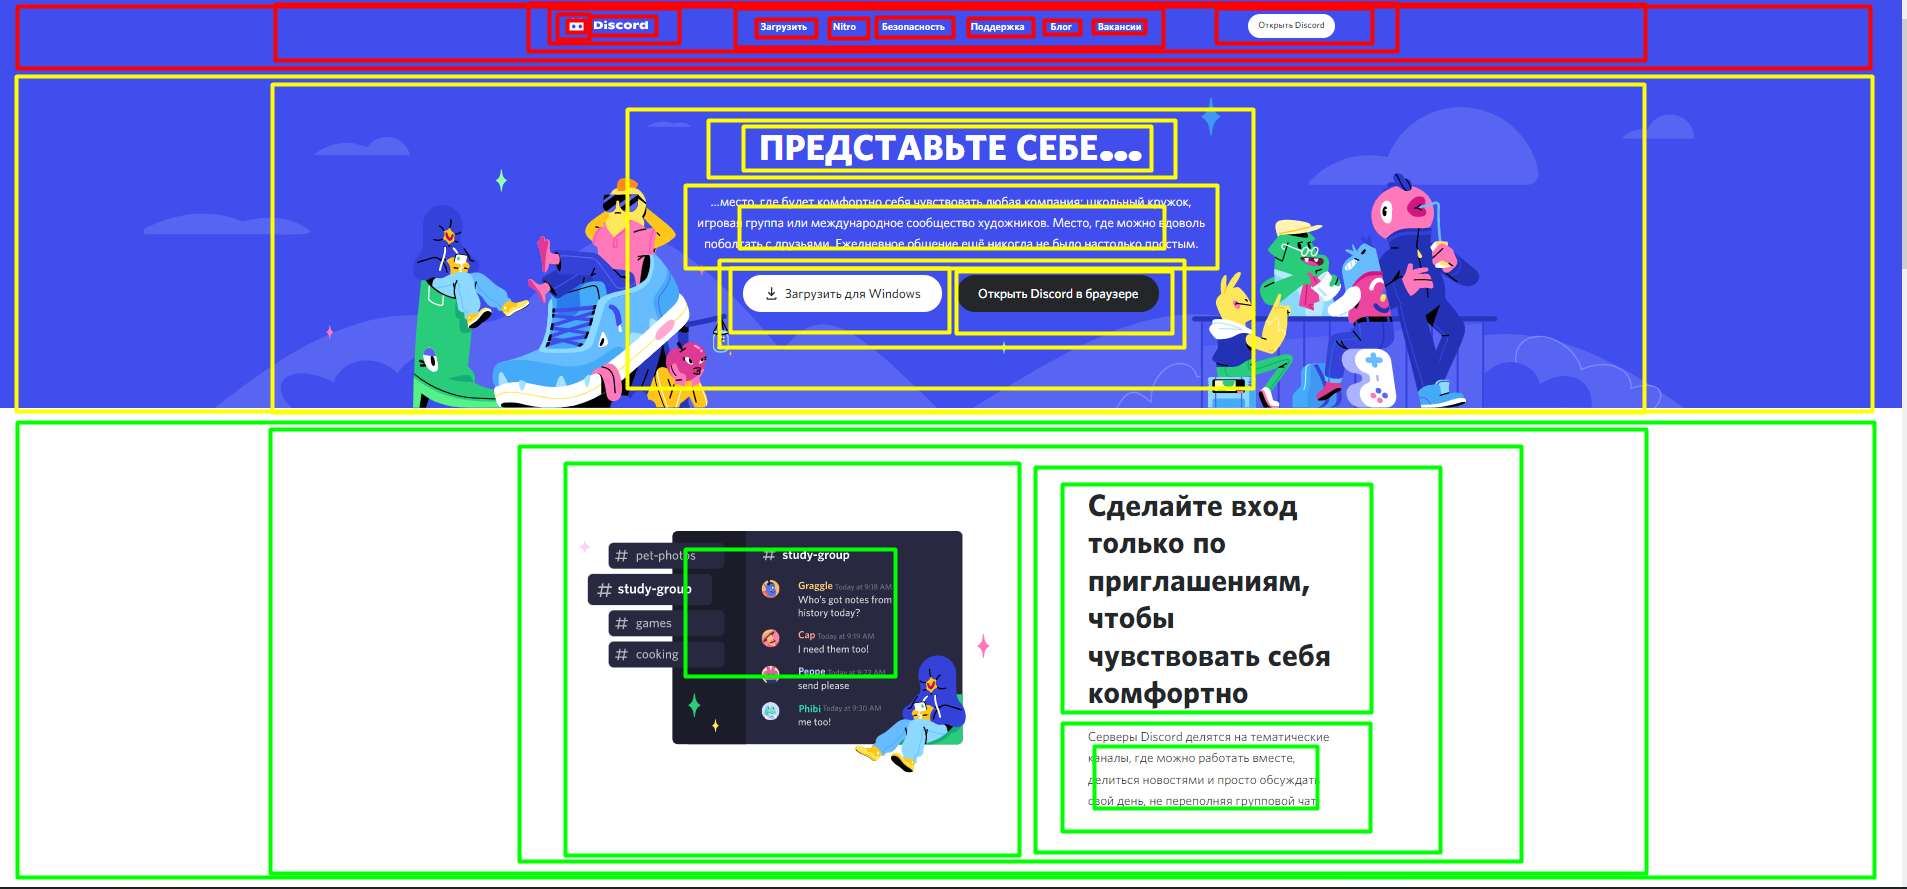 Discord
Загрузить Nitro Безопасность Поддержка Блог Вакансии
Открыть Discord
ПРЕДСТАВЬТЕ СЕБЕ...
...место, где будет комфортно себя чувствовать любая компания: школьный кружок,
игровая группа или международное сообщество художников. Место, где можно вдоволь
поболтать с друзьями. Ежедневное общение ещё никогда не было настолько простым.
Загрузить для Windows
Открыть Discord в браузере
# pet-photos
# study-group
# games
# cooking
# study-group
Graggle Today at 9:18 AM
Who's got notes from
history today?
Cap Today at 9:19 AM
I need them too!
Peppe Today at 9:22 AM
send please
Phibi Today at 9:30 AM
me too!
Сделайте вход
только по
приглашениям,
чтобы
чувствовать себя
комфортно
Серверы Discord делятся на тематические
каналы, где можно работать вместе,
делиться новостями и просто обсуждать
свой день, не переполняя групповой чат